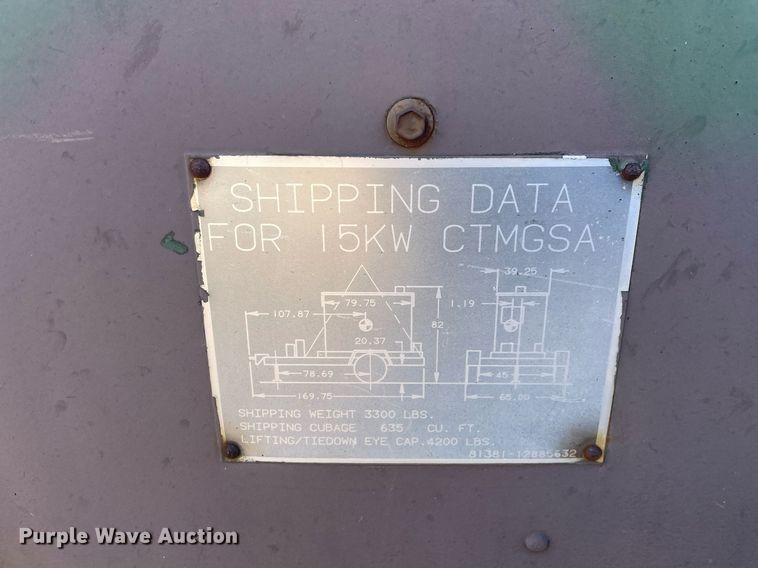 SHIPPING DATA
FOR 15KW CTMGSA
39.25
79.75
1.19
107.87
82
20.37
78.69
45
169.75
65.00
SHIPPING WEIGHT 3300 LBS.
SHIPPING CUBAGE 635 CU. FT.
LIFTING/TIEDOWN EYE CAP.4200 LBS.
81381-12885632
Purple Wave Auction